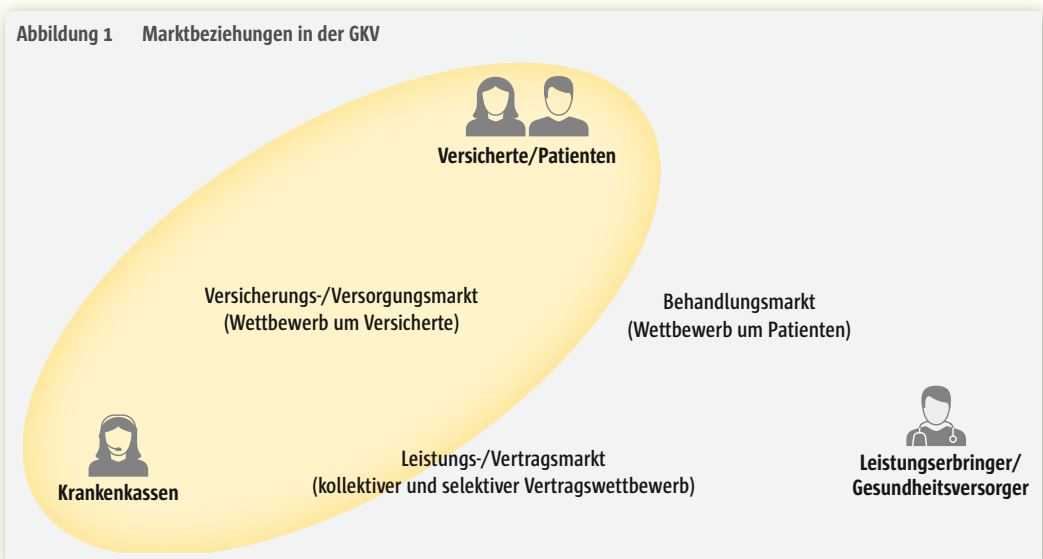 Abbildung 1 Marktbeziehungen in der GKV
Versicherte/Patienten
Versicherungs-/Versorgungsmarkt
(Wettbewerb um Versicherte)
Behandlungsmarkt
(Wettbewerb um Patienten)
Krankenkassen
Leistungs-/Vertragsmarkt
(kollektiver und selektiver Vertragswettbewerb)
Leistungserbringer/
Gesundheitsversorger